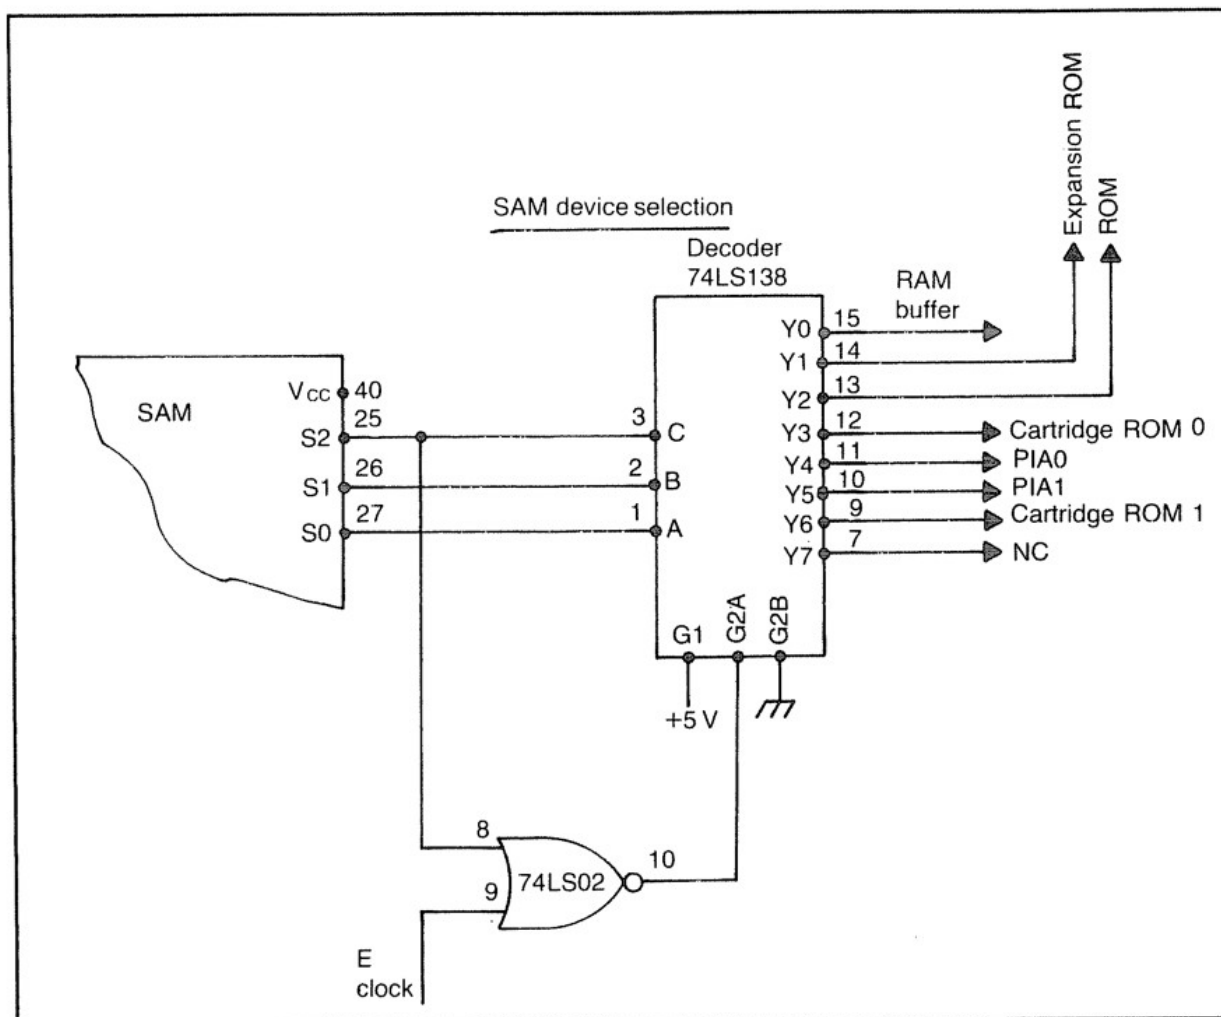 Expansion ROM
ROM
SAM device selection
Decoder
74LS138
RAM
buffer
SAM
VCC 40
S2 25
S1 26
S0 27
3 C
2 B
1 A
Y0 15
Y1 14
Y2 13
Y3 12 Cartridge ROM 0
Y4 11 PIA0
Y5 10 PIA1
Y6 9 Cartridge ROM 1
Y7 7 NC
G1
G2A
G2B
+5 V
8
9
74LS02
10
E
clock